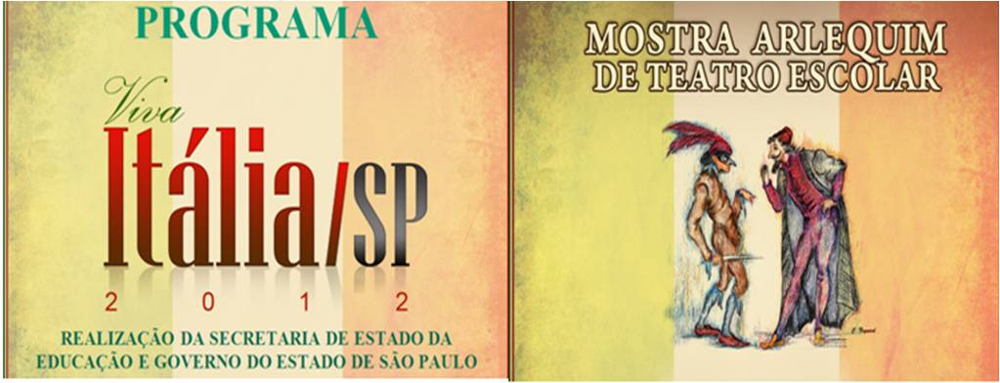 PROGRAMA
Viva
Itália/SP
2 0 1 2
REALIZAÇÃO DA SECRETARIA DE ESTADO DA
EDUCAÇÃO E GOVERNO DO ESTADO DE SÃO PAULO
MOSTRA ARLEQUIM
DE TEATRO ESCOLAR